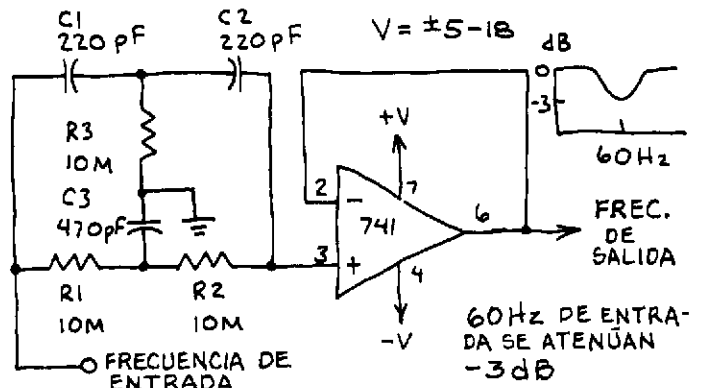 C1
220 pF
C2
220 pF
V = ±5-18
dB
0
-3
60Hz
R3
10M
C3
470pF
+V
2
7
-
741
6
3
+
4
-V
R1
10M
R2
10M
FREC.
DE
SALIDA
60Hz DE ENTRA-
DA SE ATENÚAN
-3dB
FRECUENCIA DE
ENTRADA